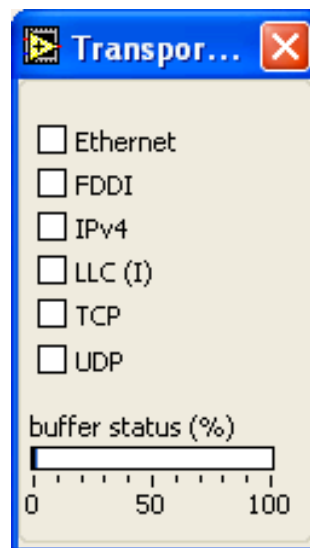 Transpor...
Ethernet
FDDI
IPv4
LLC (I)
TCP
UDP
buffer status (%)
0 50 100